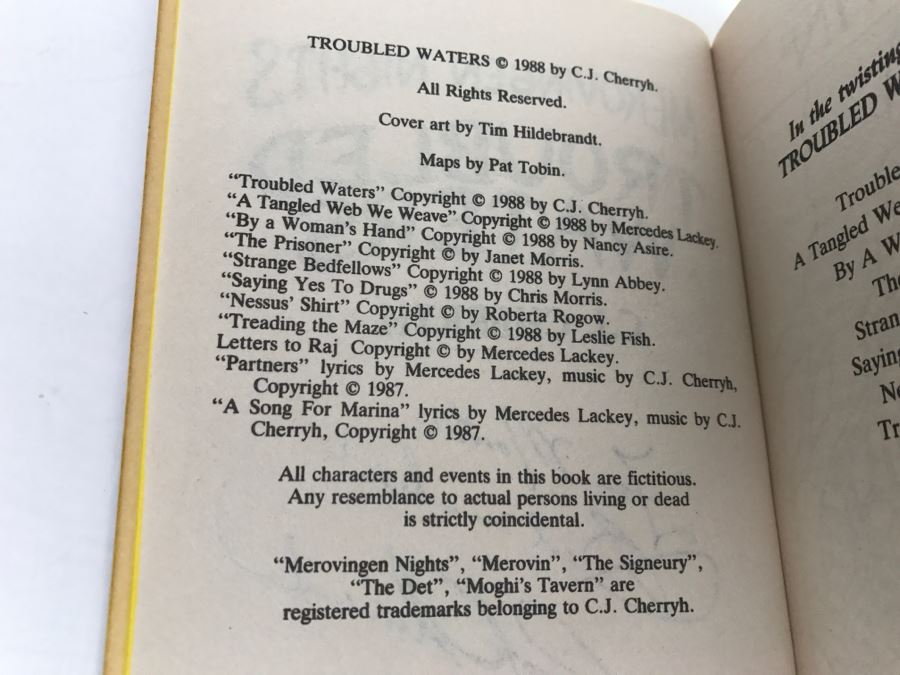 TROUBLED WATERS © 1988 by C.J. Cherryh.
All Rights Reserved.
Cover art by Tim Hildebrandt.
Maps by Pat Tobin.
“Troubled Waters” Copyright © 1988 by C.J. Cherryh.
“A Tangled Web We Weave” Copyright © 1988 by Mercedes Lackey.
“By a Woman's Hand” Copyright © 1988 by Nancy Asire.
“The Prisoner” Copyright © by Janet Morris.
“Strange Bedfellows” Copyright © 1988 by Lynn Abbey.
“Saying Yes To Drugs” © 1988 by Chris Morris.
“Nessus' Shirt” Copyright © by Roberta Rogow.
“Treading the Maze” Copyright © 1988 by Leslie Fish.
Letters to Raj Copyright © by Mercedes Lackey.
“Partners” lyrics by Mercedes Lackey, music by C.J. Cherryh,
Copyright © 1987.
“A Song For Marina” lyrics by Mercedes Lackey, music by C.J.
Cherryh, Copyright © 1987.
All characters and events in this book are fictitious.
Any resemblance to actual persons living or dead
is strictly coincidental.
“Merovingen Nights”, “Merovin”, “The Signeury”,
“The Det”, “Moghi's Tavern” are
registered trademarks belonging to C.J. Cherryh.
In the twisting
TROUBLED W
Trouble
A Tangled We
By A W
The
Stran
Saying
Ne
Tr